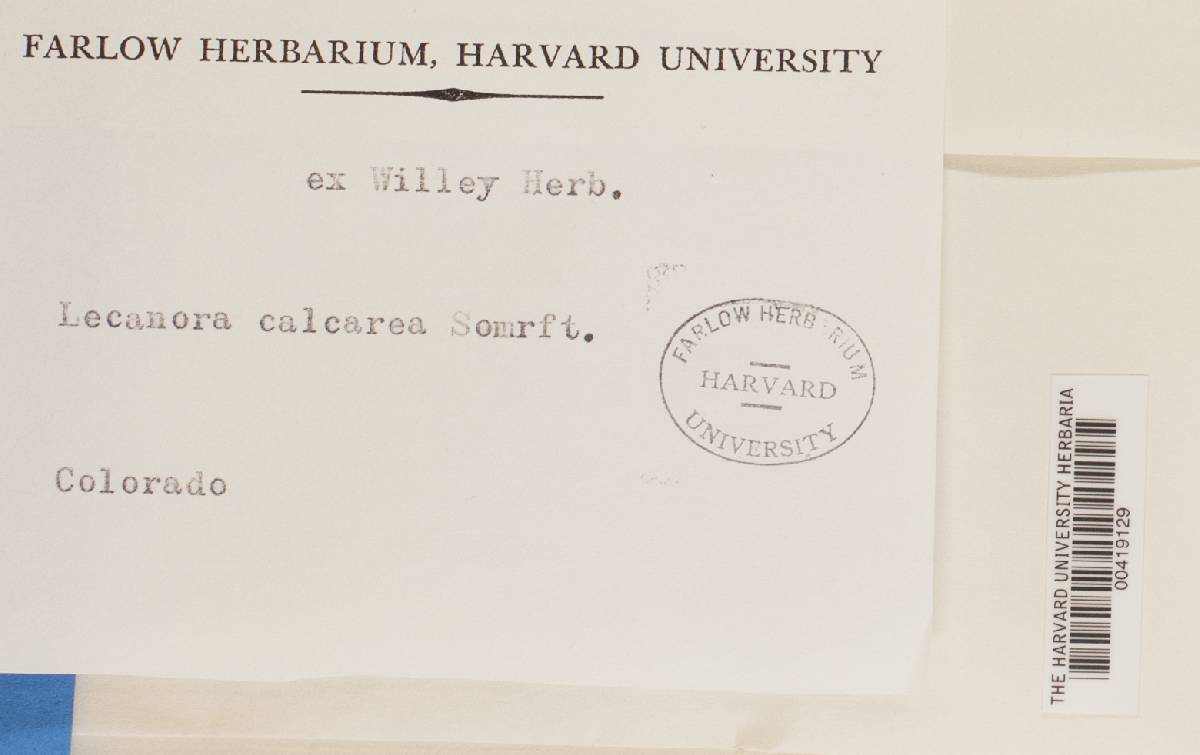 FARLOW HERBARIUM, HARVARD UNIVERSITY
ex Willey Herb.
Lecanora calcarea Somrft.
FARLOW HERBARIUM
HARVARD
UNIVERSITY
Colorado
THE HARVARD UNIVERSITY HERBARIA
00419129